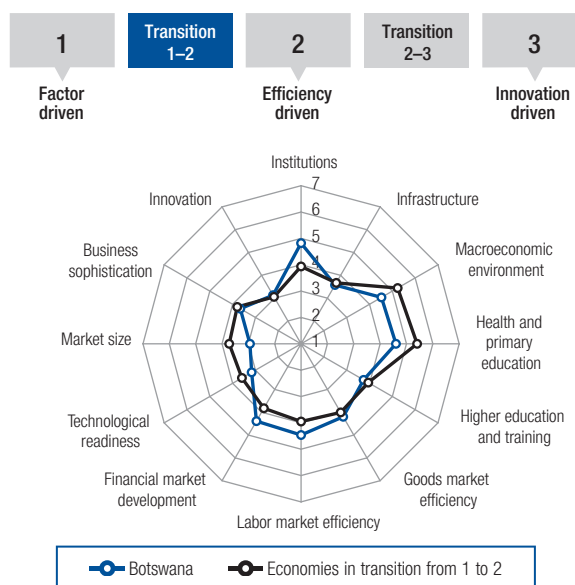 1
Transition
1–2
2
Transition
2–3
3
Factor
driven
Efficiency
driven
Innovation
driven
Institutions
7
6
5
4
3
2
1
Infrastructure
Macroeconomic
environment
Health and
primary
education
Higher education
and training
Goods market
efficiency
Labor market efficiency
Financial market
development
Technological
readiness
Market size
Business
sophistication
Innovation
Botswana
Economies in transition from 1 to 2